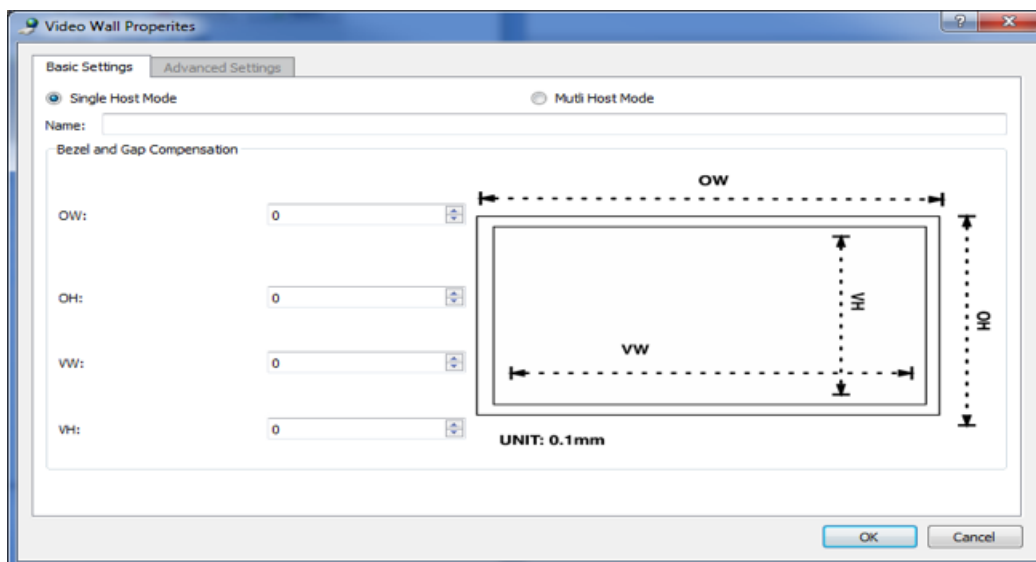 Video Wall Properites
Basic Settings
Advanced Settings
Single Host Mode
Mutli Host Mode
Name:
Bezel and Gap Compensation
OW
OW:
0
OH:
0
VH
OH
VW
VW:
0
VH:
0
UNIT: 0.1mm
OK
Cancel